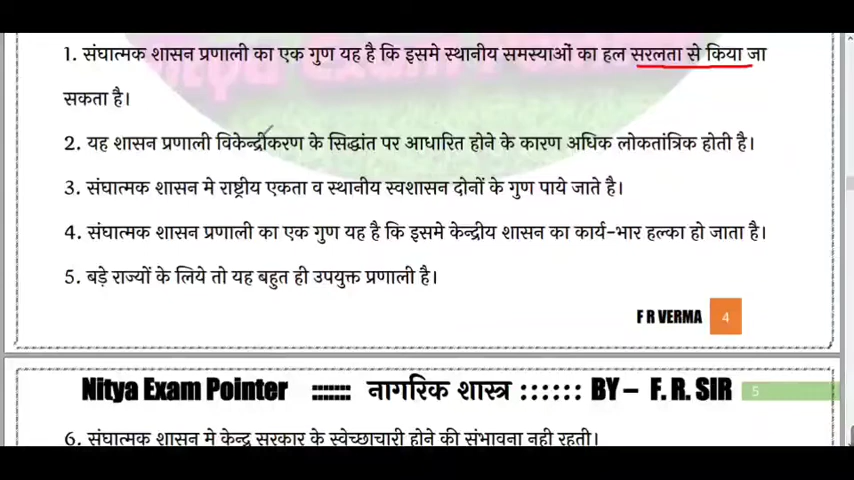 1. संघात्मक शासन प्रणाली का एक गुण यह है कि इसमे स्थानीय समस्याओं का हल सरलता से किया जा
सकता है।
2. यह शासन प्रणाली विकेन्द्रीकरण के सिद्धांत पर आधारित होने के कारण अधिक लोकतांत्रिक होती है।
3. संघात्मक शासन मे राष्ट्रीय एकता व स्थानीय स्वशासन दोनों के गुण पाये जाते है।
4. संघात्मक शासन प्रणाली का एक गुण यह है कि इसमे केन्द्रीय शासन का कार्य-भार हल्का हो जाता है।
5. बड़े राज्यों के लिये तो यह बहुत ही उपयुक्त प्रणाली है।
F R VERMA 4
Nitya Exam Pointer :::::: नागरिक शास्त्र :::::: BY – F. R. SIR 5
6. संघात्मक शासन मे केन्द्र सरकार के स्वेच्छाचारी होने की संभावना नही रहती।